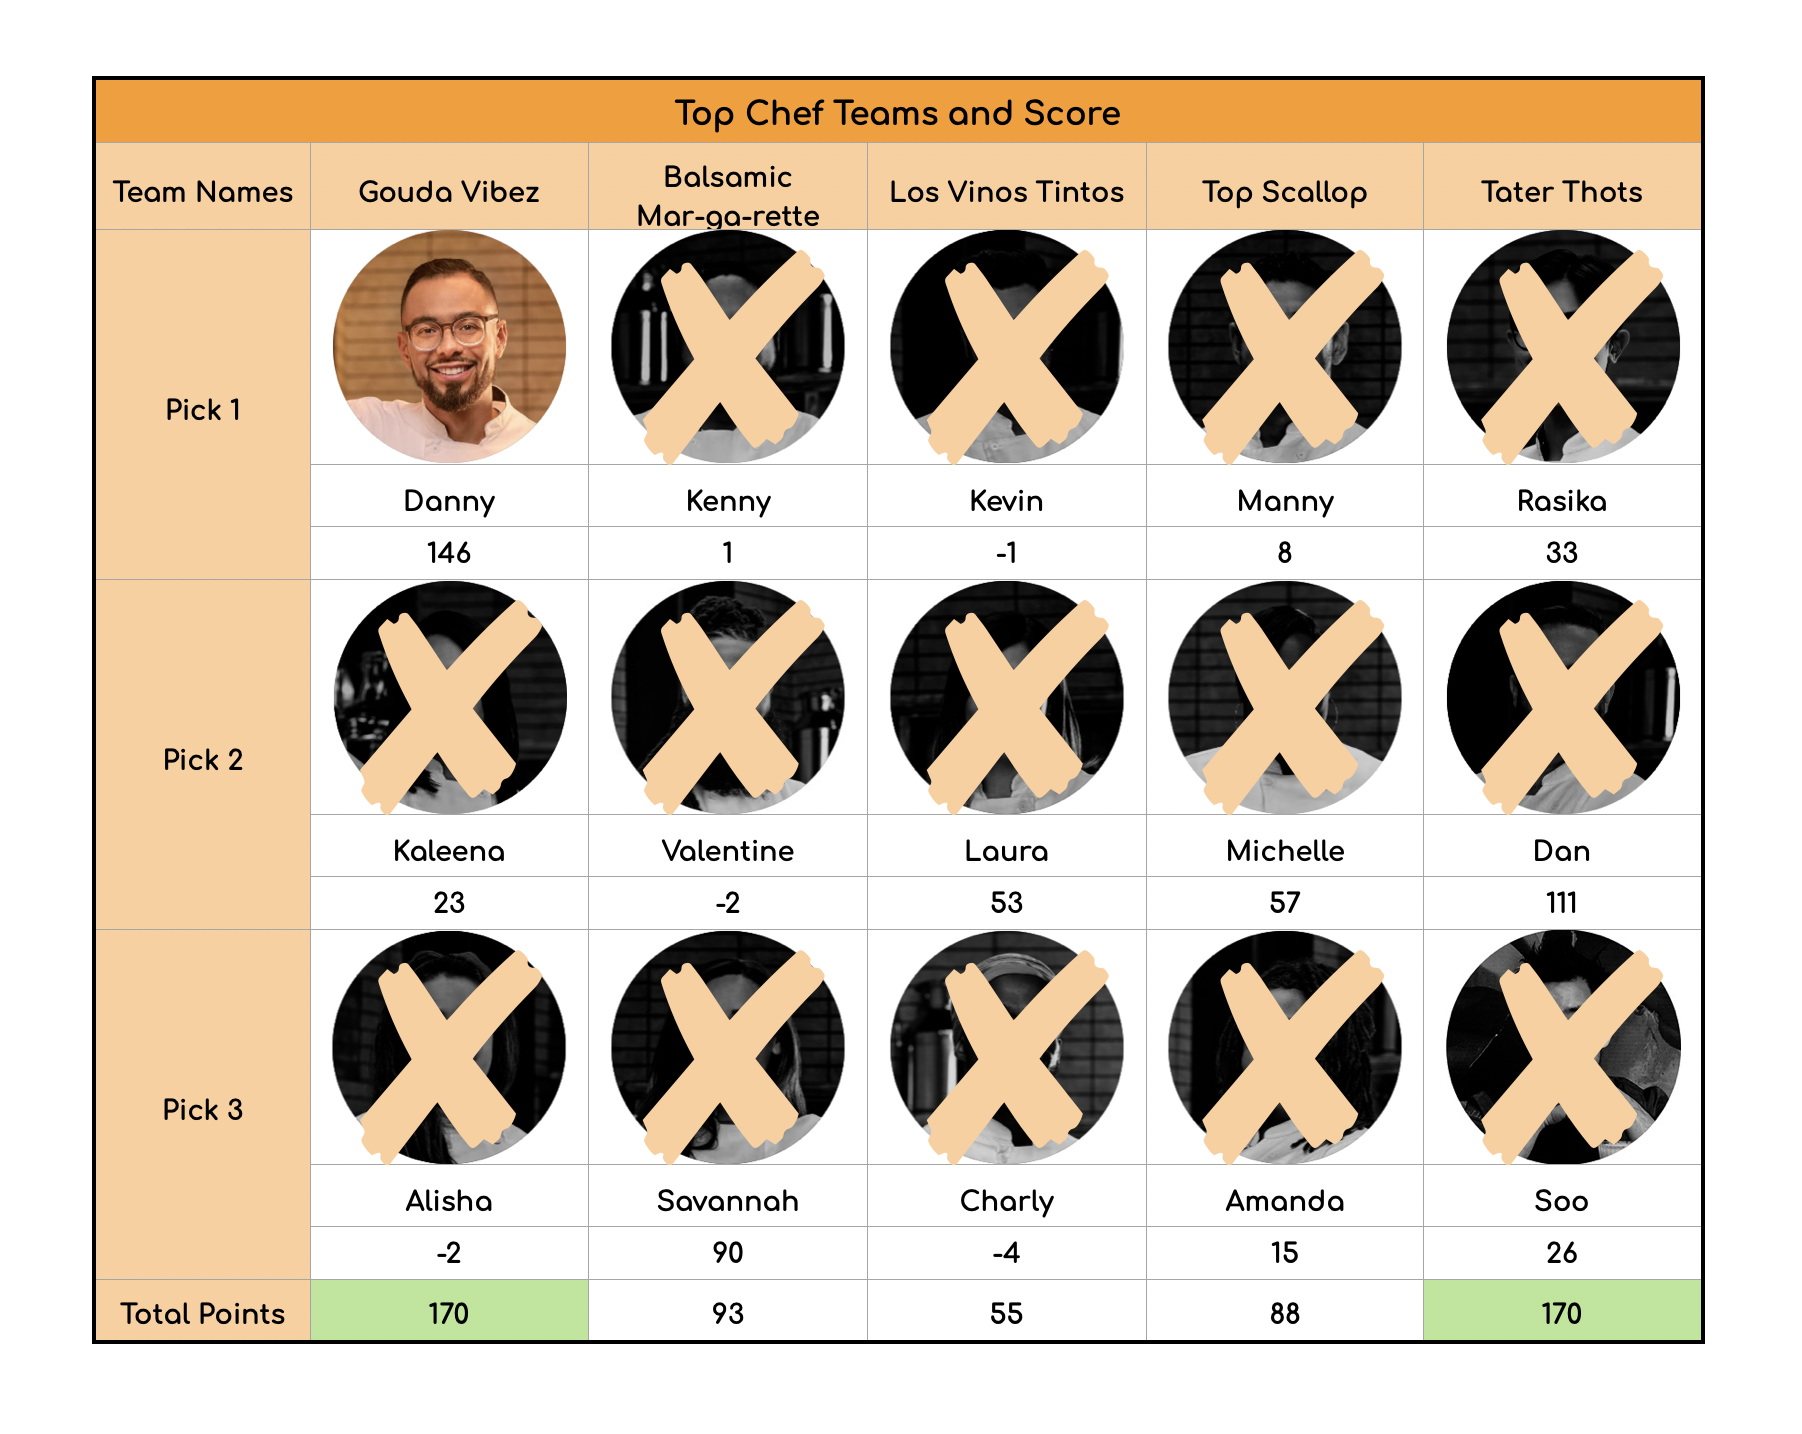 Top Chef Teams and Score
Team Names
Gouda Vibez
Balsamic
Mar-ga-rette
Los Vinos Tintos
Top Scallop
Tater Thots
Pick 1
Danny
Kenny
Kevin
Manny
Rasika
146
1
-1
8
33
Pick 2
Kaleena
Valentine
Laura
Michelle
Dan
23
-2
53
57
111
Pick 3
Alisha
Savannah
Charly
Amanda
Soo
-2
90
-4
15
26
Total Points
170
93
55
88
170